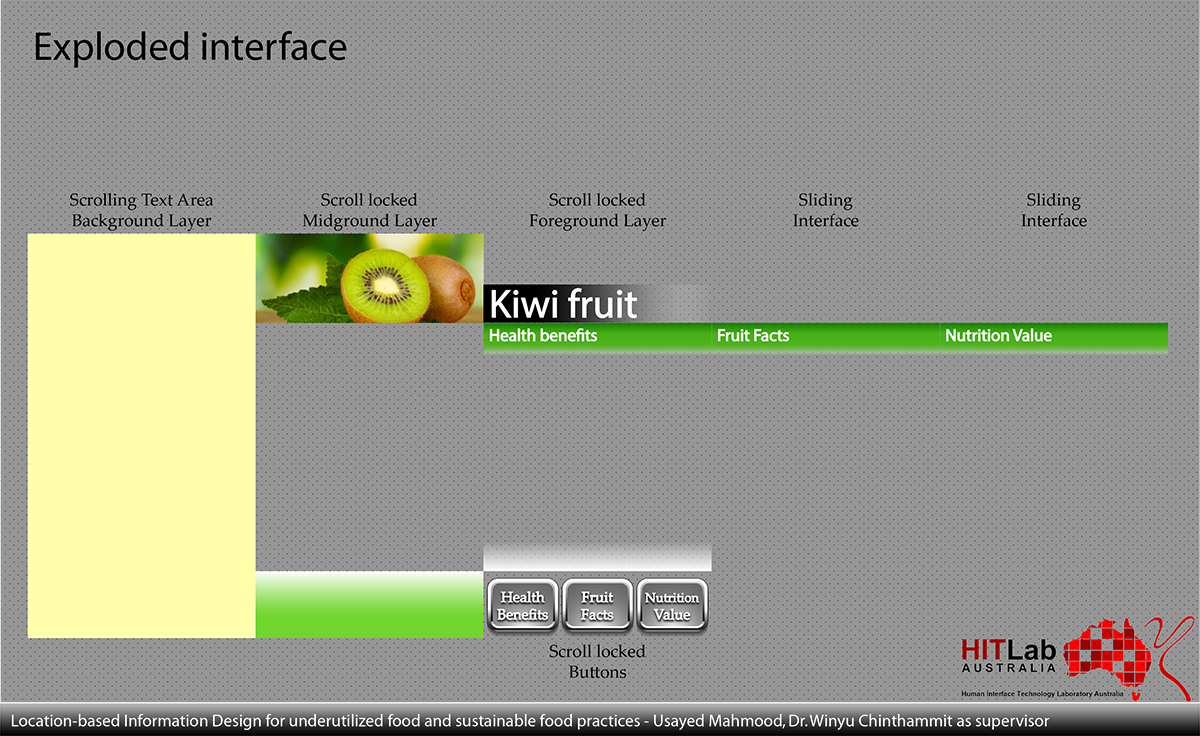 Exploded interface
Scrolling Text Area
Background Layer
Scroll locked
Midground Layer
Scroll locked
Foreground Layer
Sliding
Interface
Sliding
Interface
Kiwi fruit
Health benefits
Fruit Facts
Nutrition Value
Health
Benefits
Fruit
Facts
Nutrition
Value
Scroll locked
Buttons
HITLab
AUSTRALIA
Human Interface Technology Laboratory Australia
Location-based Information Design for underutilized food and sustainable food practices - Usayed Mahmood, Dr. Winyu Chinthammit as supervisor